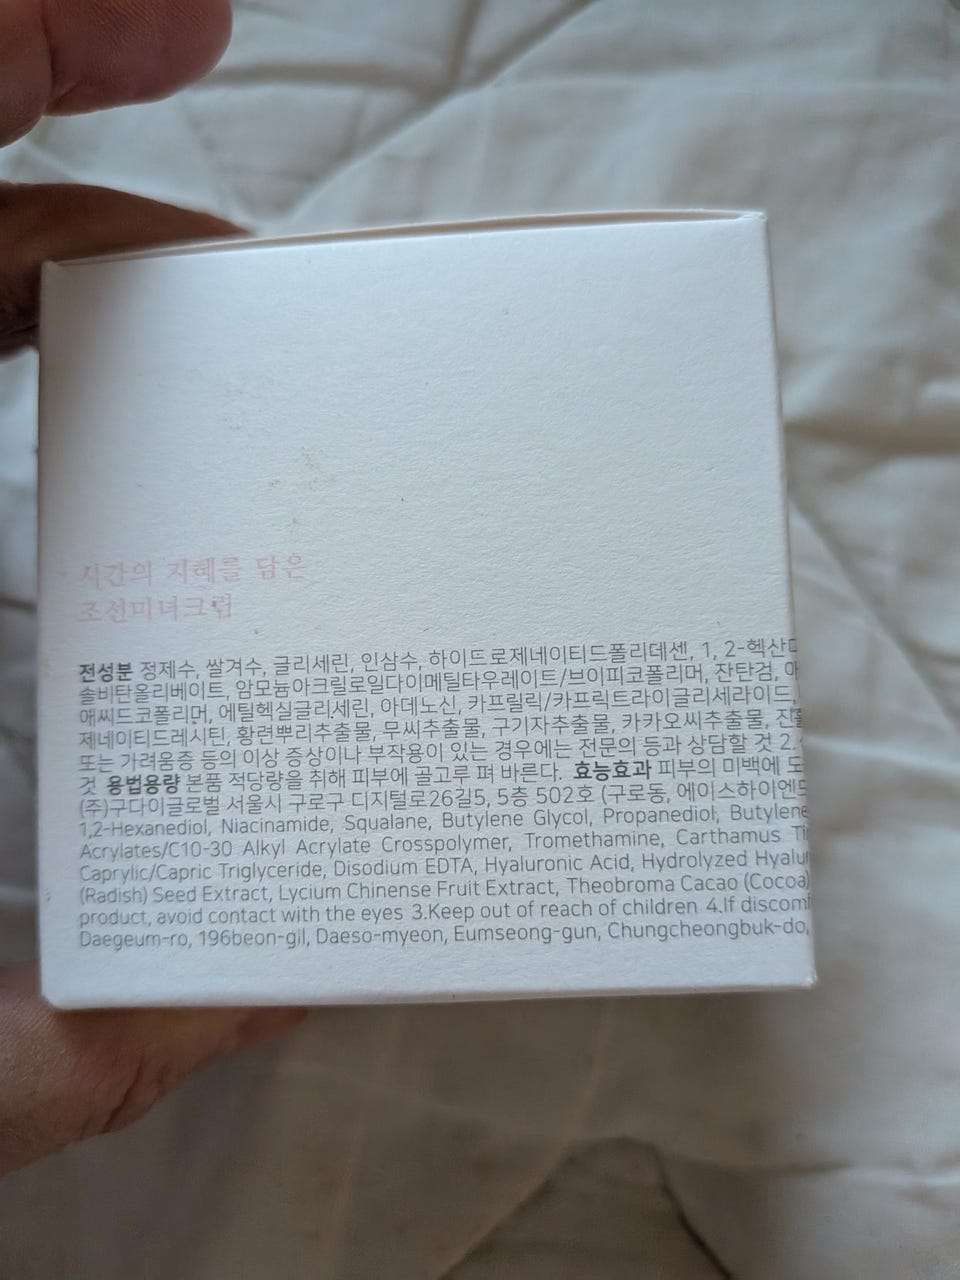 시간의 지혜를 담은
조선미녀크림
전성분 정제수, 쌀겨수, 글리세린, 인삼수, 하이드로제네이티드폴리데센, 1, 2-헥산
솔비탄올리베이트, 암모늄아크릴로일다이메틸타우레이트/브이피코폴리머, 잔탄검,
애씨드코폴리머, 에틸헥실글리세린, 아데노신, 카프릴릭/카프릭트라이글리세라이드,
제네이티드레시틴, 황련뿌리추출물, 무씨추출물, 구기자추출물, 카카오씨추출물,
또는 가려움증 등의 이상 증상이나 부작용이 있는 경우에는 전문의 등과 상담할 것 2.
것 용법용량 본품 적당량을 취해 피부에 골고루 펴 바른다. 효능효과 피부의 미백에
(주)구다이글로벌 서울시 구로구 디지털로26길5, 5층 502호 (구로동, 에이스하이엔드
1,2-Hexanediol, Niacinamide, Squalane, Butylene Glycol, Propanediol, Butylene
Acrylates/C10-30 Alkyl Acrylate Crosspolymer, Tromethamine, Carthamus
Caprylic/Capric Triglyceride, Disodium EDTA, Hyaluronic Acid, Hydrolyzed
(Radish) Seed Extract, Lycium Chinense Fruit Extract, Theobroma Cacao (Cocoa)
product, avoid contact with the eyes 3.Keep out of reach of children 4.If
Daegeum-ro, 196beon-gil, Daeso-myeon, Eumseong-gun, Chungcheongbuk-do,